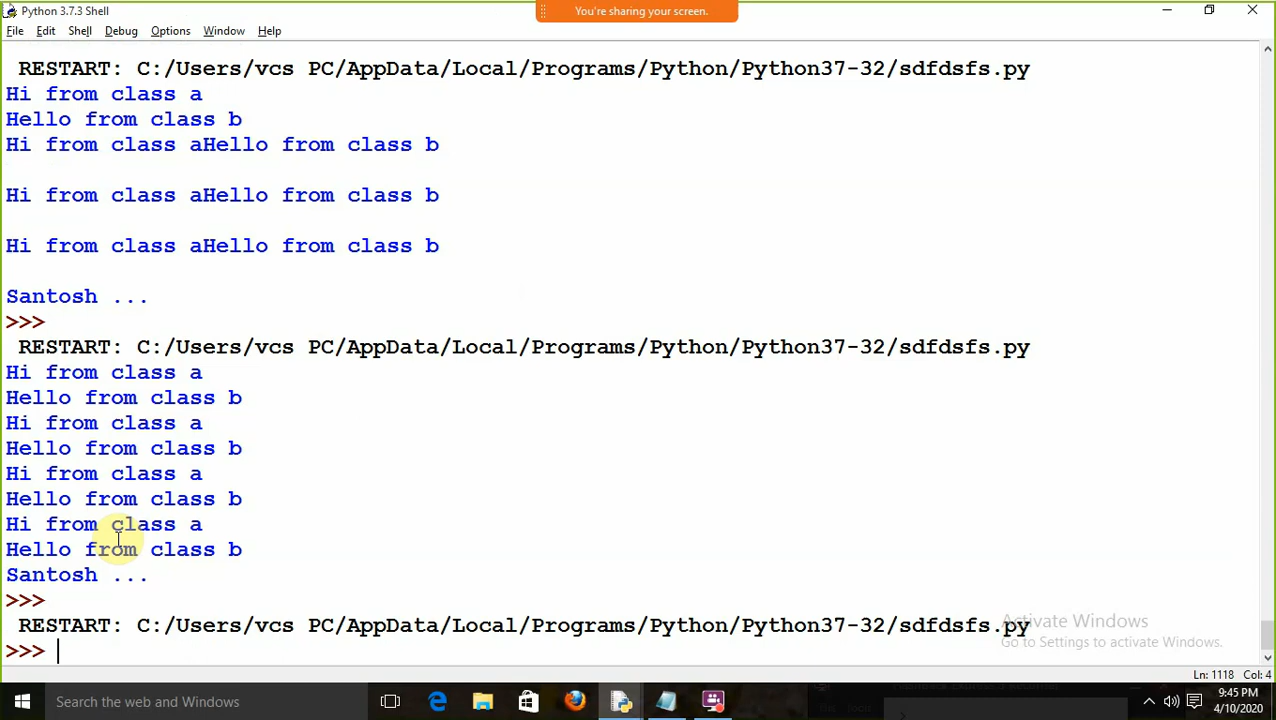 Python 3.7.3 Shell
You're sharing your screen.
File Edit Shell Debug Options Window Help
RESTART: C:/Users/vcs PC/AppData/Local/Programs/Python/Python37-32/sdfdsfs.py
Hi from class a
Hello from class b
Hi from class aHello from class b
Hi from class aHello from class b
Hi from class aHello from class b
Santosh ...
>>>
RESTART: C:/Users/vcs PC/AppData/Local/Programs/Python/Python37-32/sdfdsfs.py
Hi from class a
Hello from class b
Hi from class a
Hello from class b
Hi from class a
Hello from class b
Hi from class a
Hello from class b
Santosh ...
>>>
RESTART: C:/Users/vcs PC/AppData/Local/Programs/Python/Python37-32/sdfdsfs.py
>>>
Activate Windows
Go to Settings to activate Windows.
Ln: 1118 Col: 4
Search the web and Windows
9:45 PM
4/10/2020